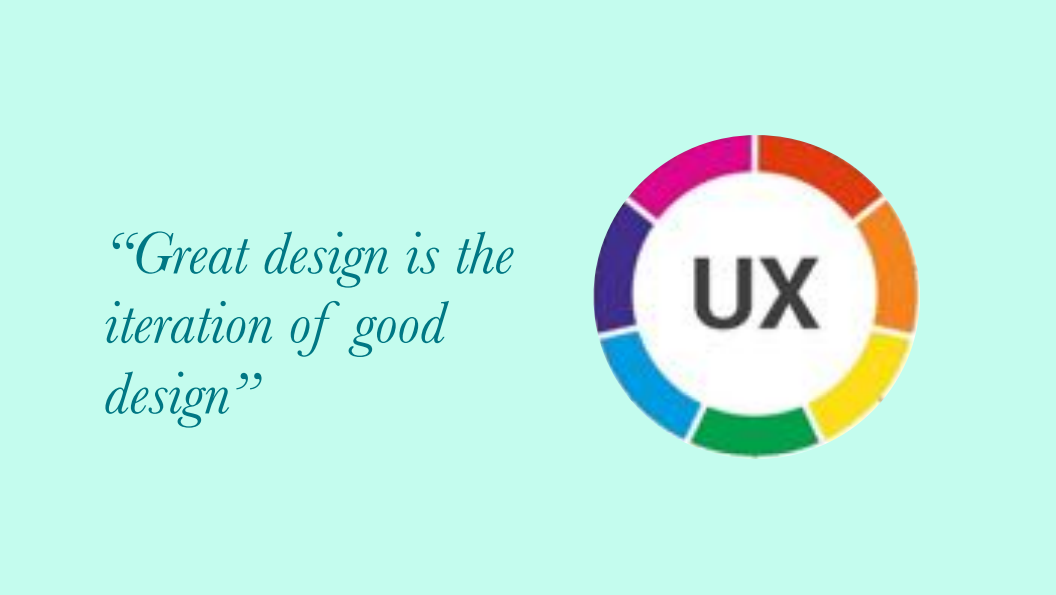 “Great design is the
iteration of good
design”
UX